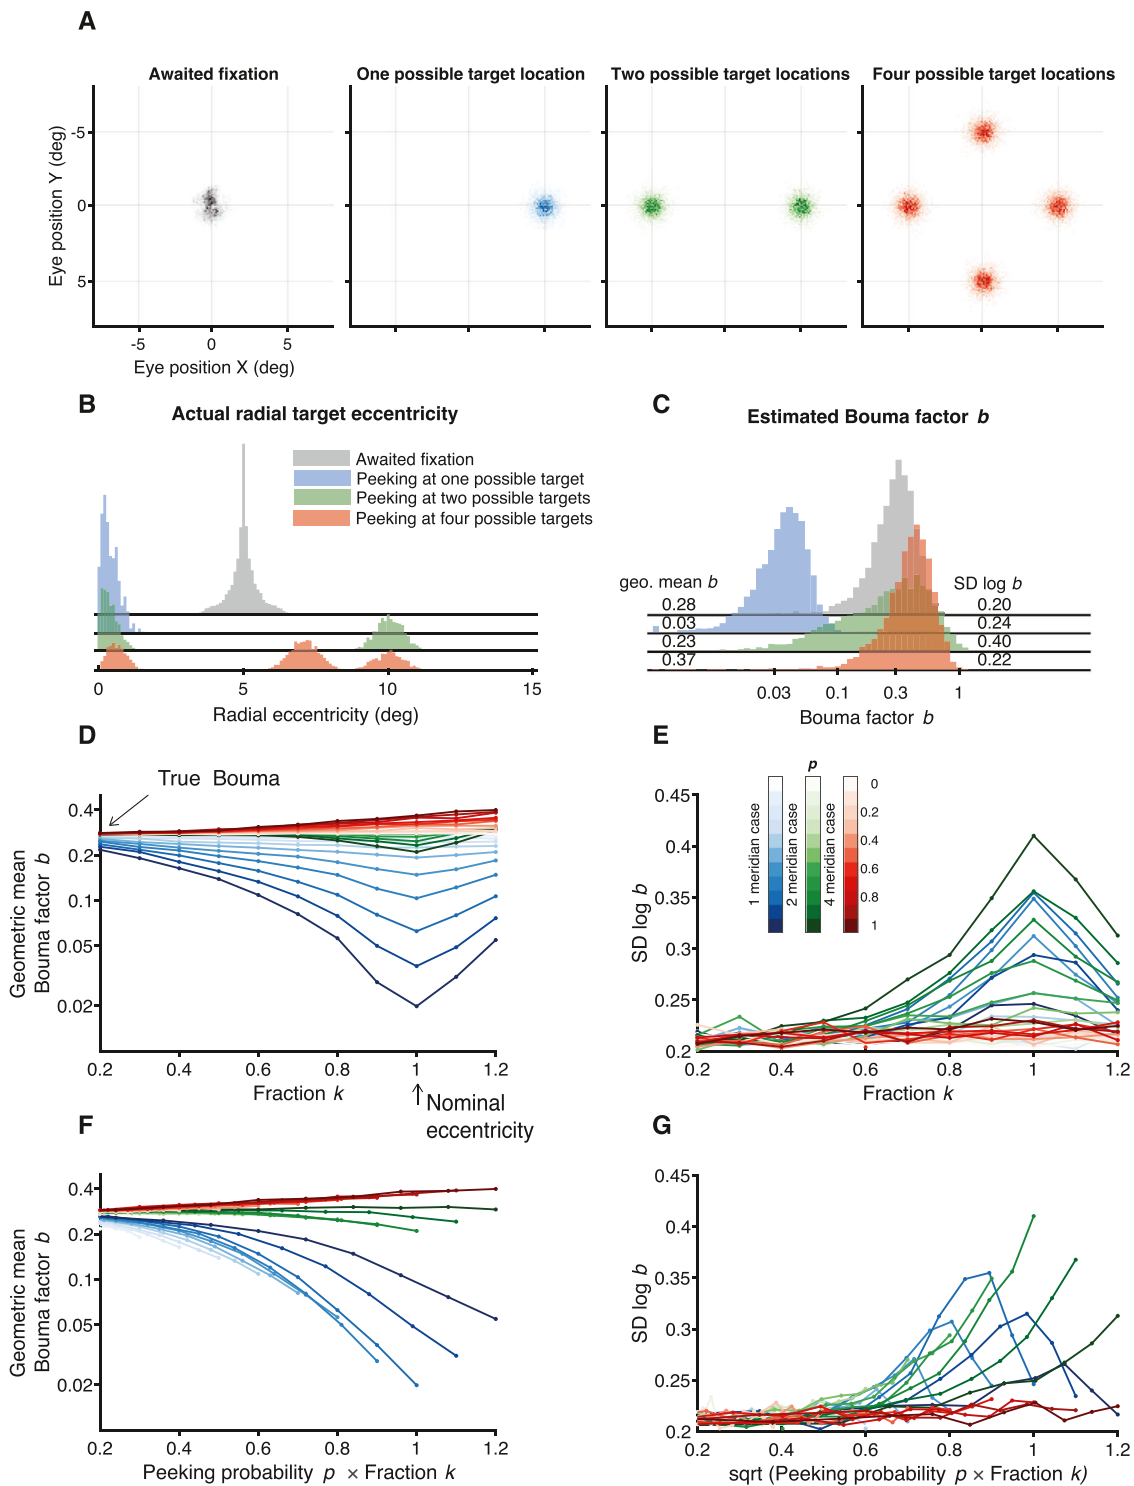 A
Awaited fixation
One possible target location
Two possible target locations
Four possible target locations
Eye position Y (deg)
-5
0
5
-5
0
5
Eye position X (deg)
B
Actual radial target eccentricity
Awaited fixation
Peeking at one possible target
Peeking at two possible targets
Peeking at four possible targets
0
5
10
15
Radial eccentricity (deg)
C
Estimated Bouma factor b
geo. mean b
SD log b
0.28
0.20
0.03
0.24
0.23
0.40
0.37
0.22
0.03
0.1
0.3
1
Bouma factor b
D
True Bouma
Geometric mean
Bouma factor b
0.4
0.2
0.1
0.05
0.02
0.2
0.4
0.6
0.8
1
1.2
Fraction k
Nominal
eccentricity
E
p
1 meridian case
2 meridian case
4 meridian case
0
0.2
0.4
0.6
0.8
1
SD log b
0.45
0.4
0.35
0.3
0.25
0.2
0.2
0.4
0.6
0.8
1
1.2
Fraction k
F
Geometric mean
Bouma factor b
0.4
0.2
0.1
0.05
0.02
0.2
0.4
0.6
0.8
1
1.2
Peeking probability p × Fraction k
G
SD log b
0.45
0.4
0.35
0.3
0.25
0.2
0.2
0.4
0.6
0.8
1
1.2
sqrt (Peeking probability p × Fraction k)